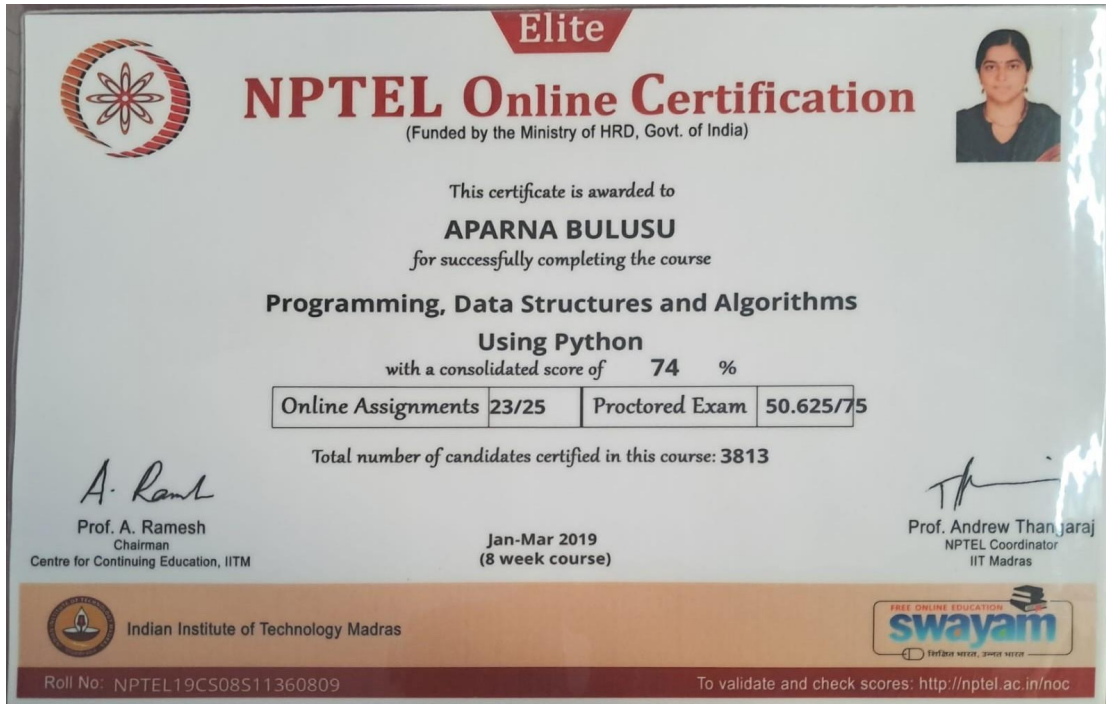 Elite
NPTEL Online Certification
(Funded by the Ministry of HRD, Govt. of India)
This certificate is awarded to
APARNA BULUSU
for successfully completing the course
Programming, Data Structures and Algorithms
Using Python
with a consolidated score of 74 %
Online Assignments 23/25 Proctored Exam 50.625/75
Total number of candidates certified in this course: 3813
Prof. A. Ramesh
Chairman
Centre for Continuing Education, IITM
Jan-Mar 2019
(8 week course)
Prof. Andrew Thangaraj
NPTEL Coordinator
IIT Madras
Indian Institute of Technology Madras
FREE ONLINE EDUCATION
swayam
शिक्षित भारत, उन्नत भारत
Roll No: NPTEL19CS08S11360809
To validate and check scores: http://nptel.ac.in/noc